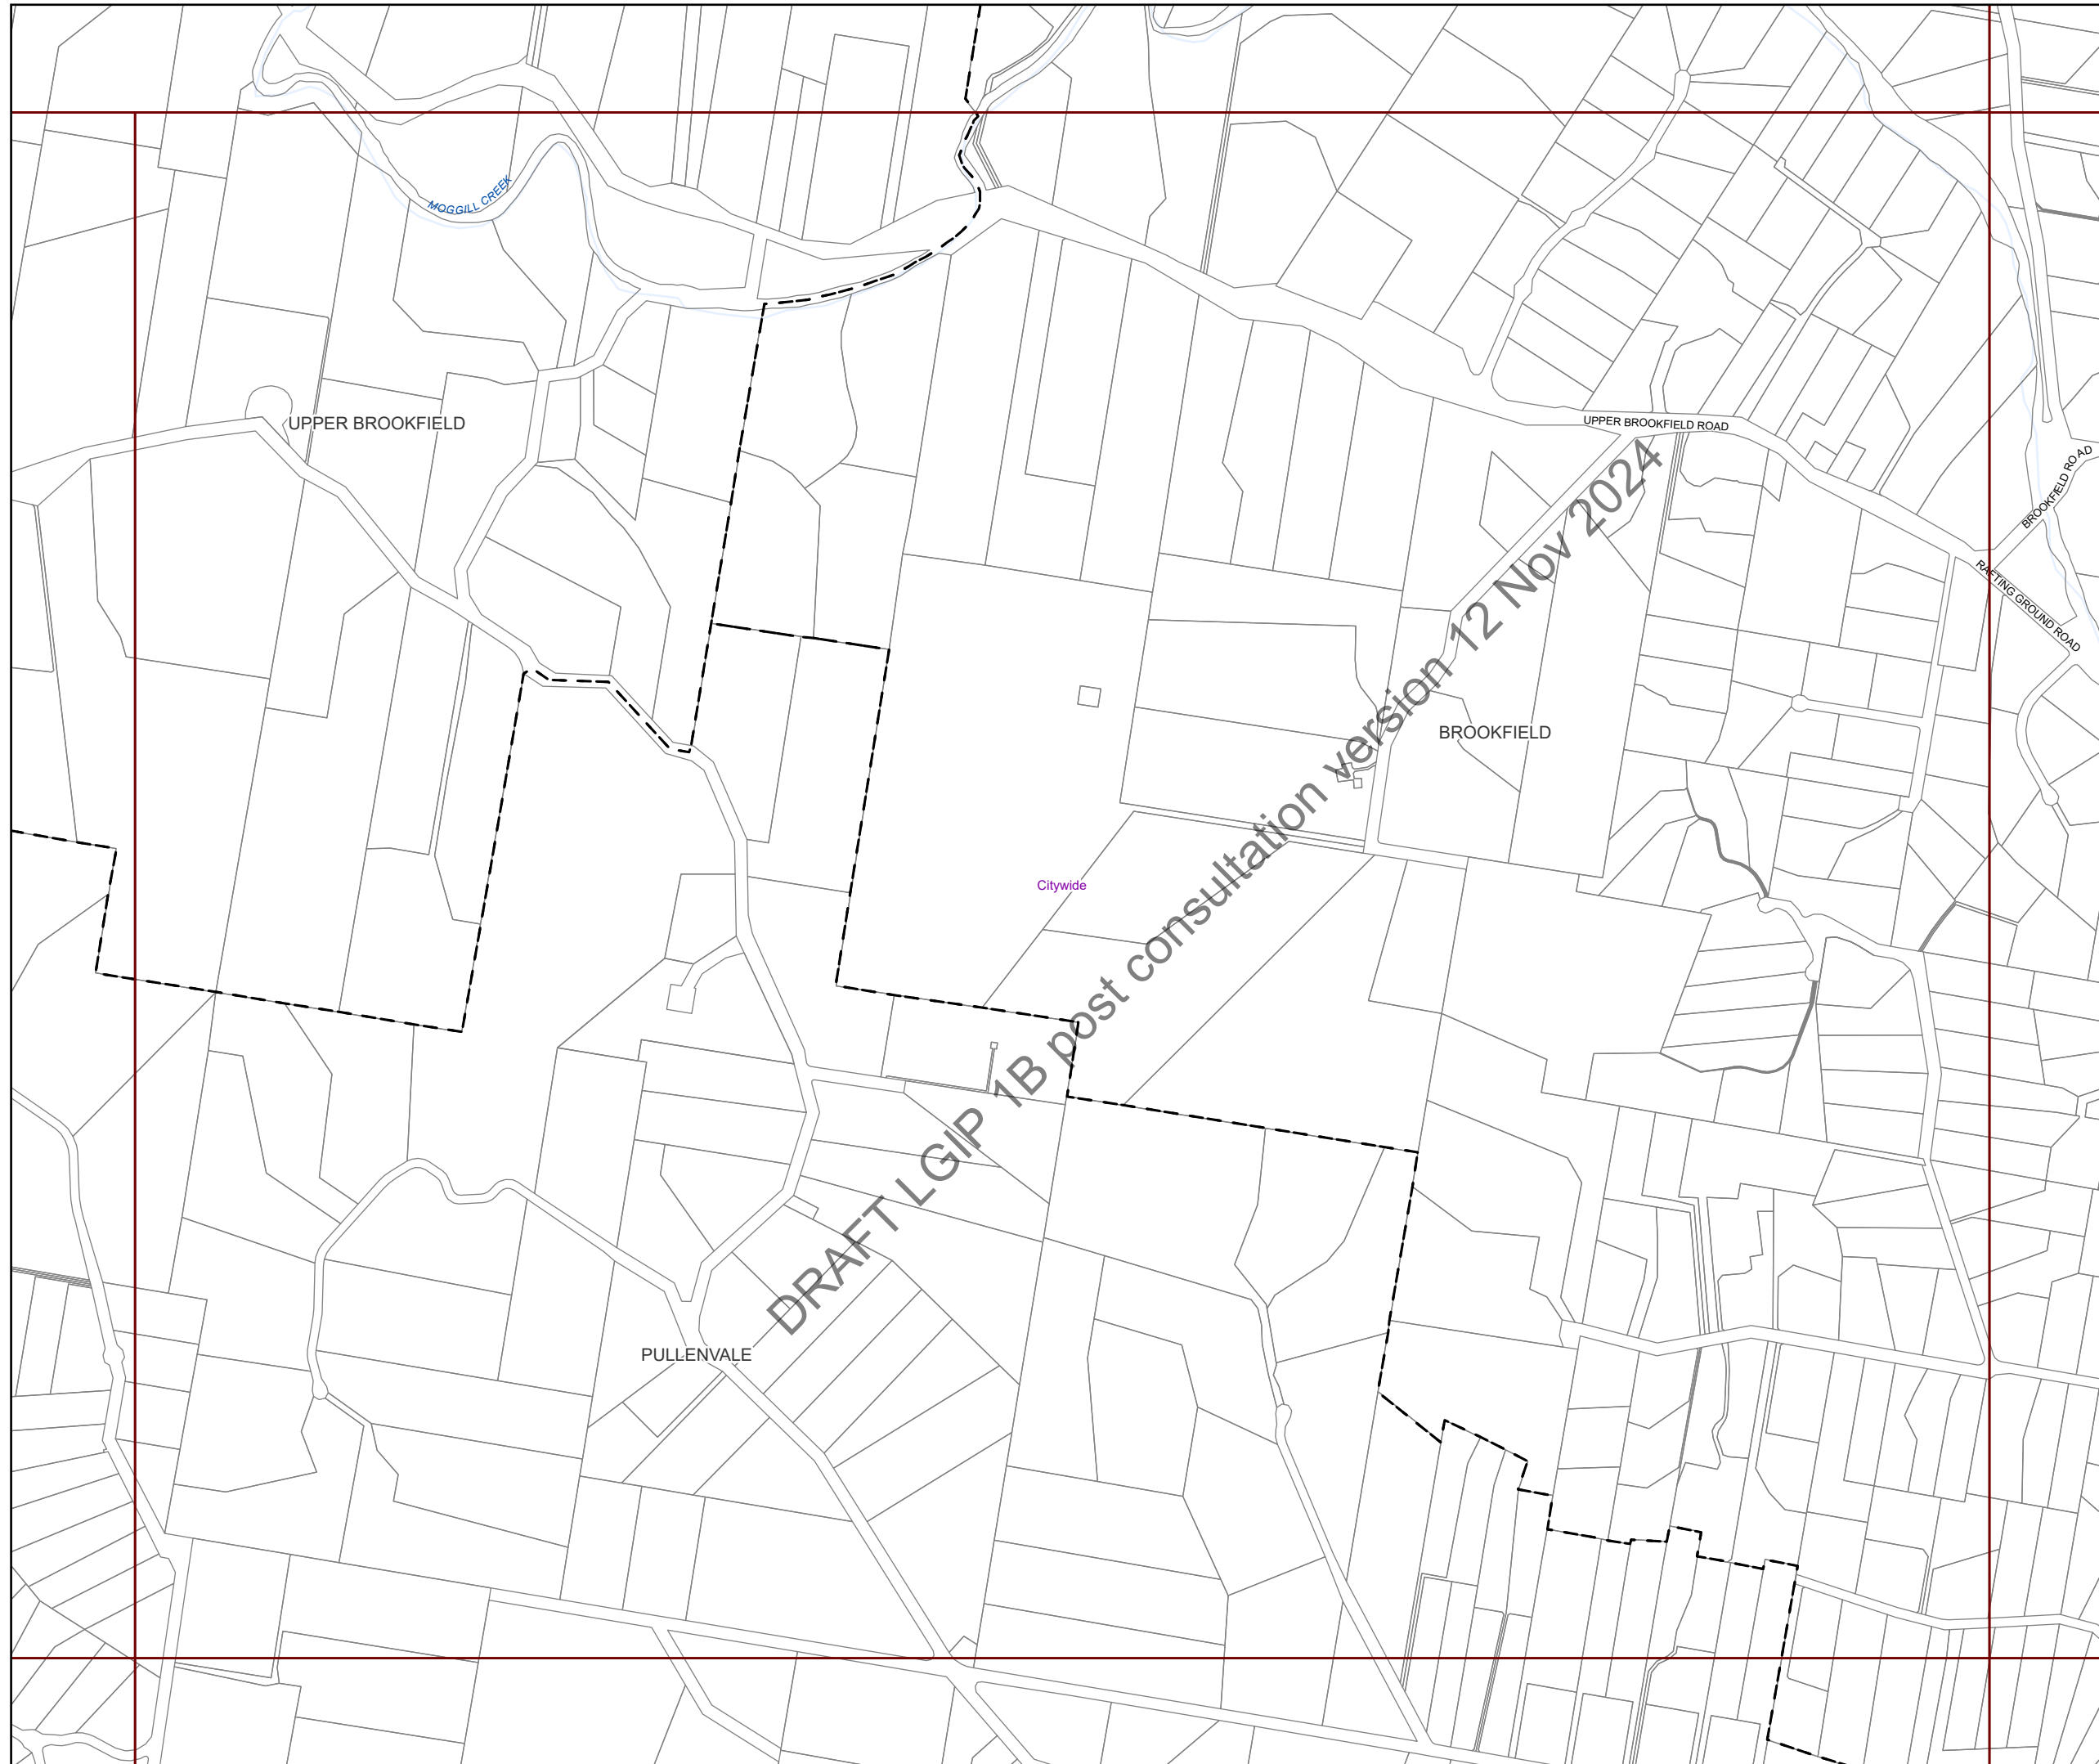 MOGGILL CREEK
UPPER BROOKFIELD
UPPER BROOKFIELD ROAD
BROOKFIELD ROAD
RAFTING GROUND ROAD
BROOKFIELD
Citywide
DRAFT LGIP 1B post consultation version 12 Nov 2024
PULLENVALE